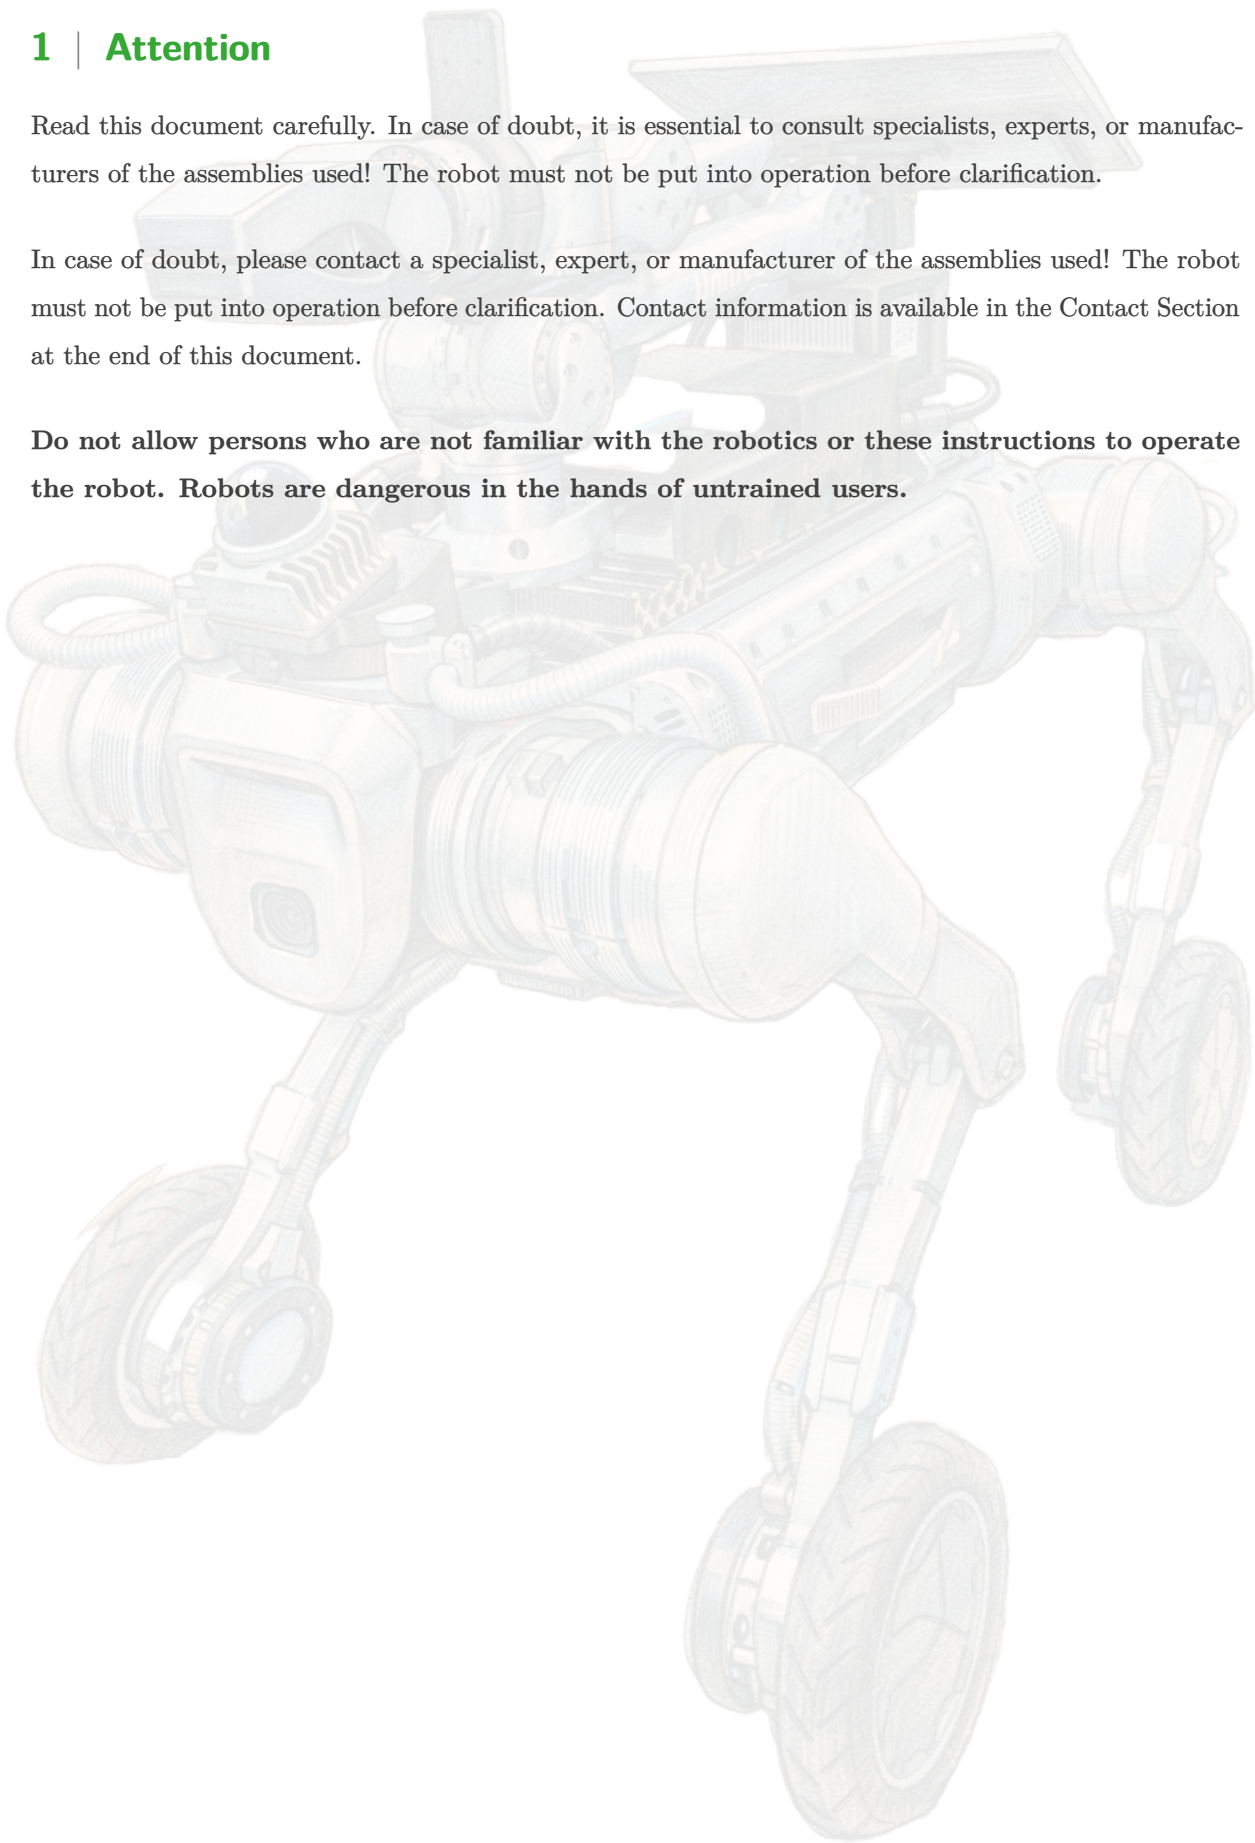 1 | Attention
Read this document carefully. In case of doubt, it is essential to consult specialists, experts, or manufac-
turers of the assemblies used! The robot must not be put into operation before clarification.
In case of doubt, please contact a specialist, expert, or manufacturer of the assemblies used! The robot
must not be put into operation before clarification. Contact information is available in the Contact Section
at the end of this document.
Do not allow persons who are not familiar with the robotics or these instructions to operate
the robot. Robots are dangerous in the hands of untrained users.